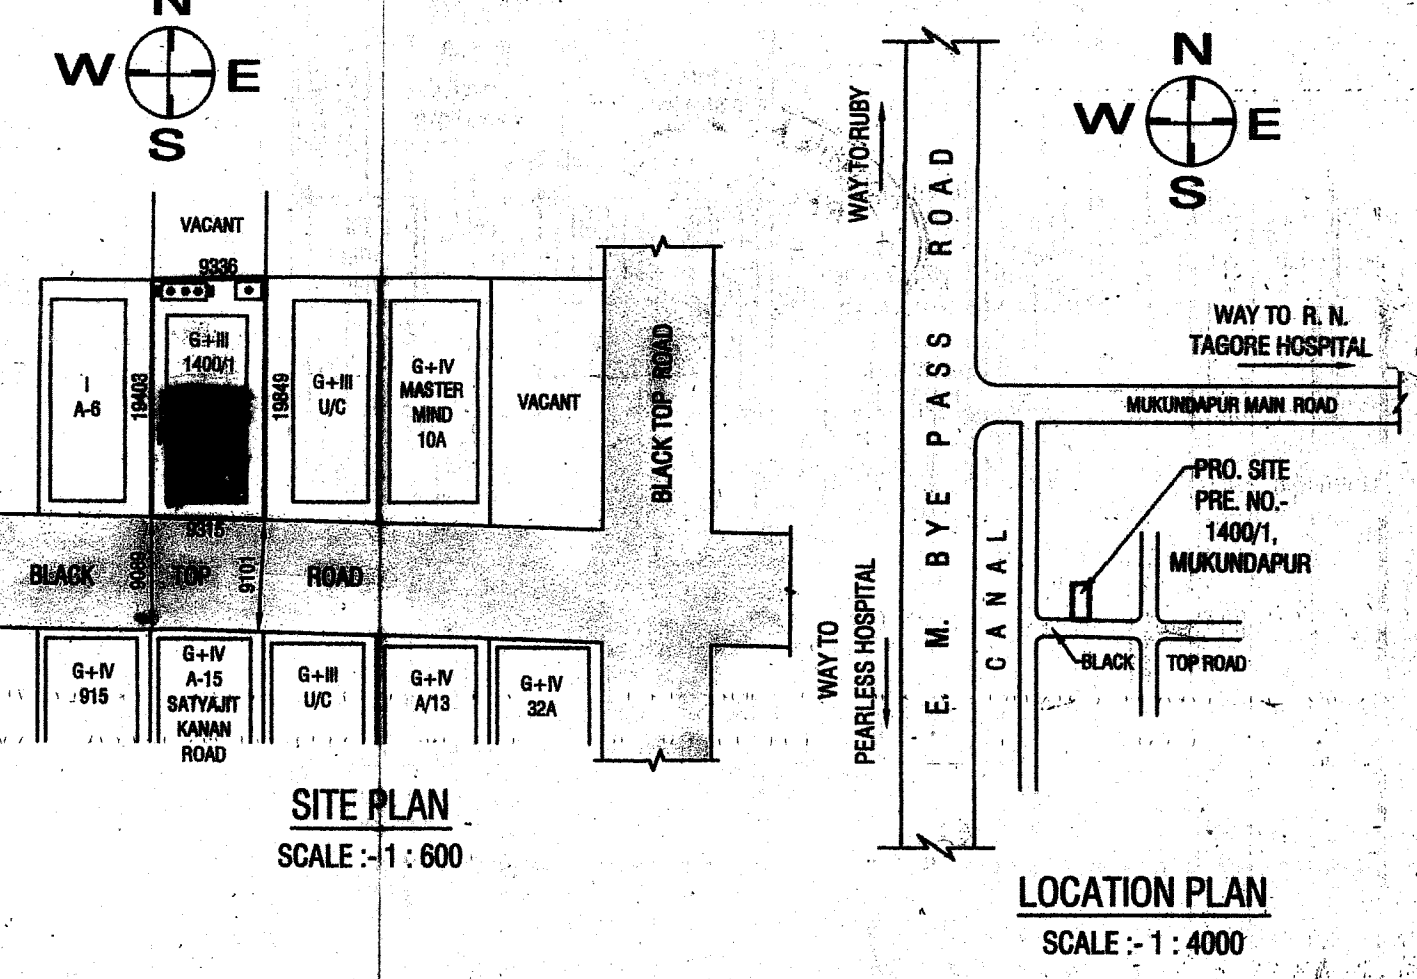 N
W E
S
VACANT
9336
I
A-6
19403
G+III
1400/1
19849
G+III
U/C
G+IV
MASTER
MIND
10A
VACANT
BLACK TOP ROAD
9315
BLACK TOP ROAD
9089
9101
G+IV
915
G+IV
A-15
SATYAJIT
KANAN
ROAD
G+III
U/C
G+IV
A/13
G+IV
32A
SITE PLAN
SCALE :- 1 : 600
N
W E
S
WAY TO RUBY
E. M. BYE PASS ROAD
WAY TO R. N.
TAGORE HOSPITAL
MUKUNDAPUR MAIN ROAD
PRO. SITE
PRE. NO.-
1400/1,
MUKUNDAPUR
CANAL
WAY TO
PEARLESS HOSPITAL
BLACK TOP ROAD
LOCATION PLAN
SCALE :- 1 : 4000